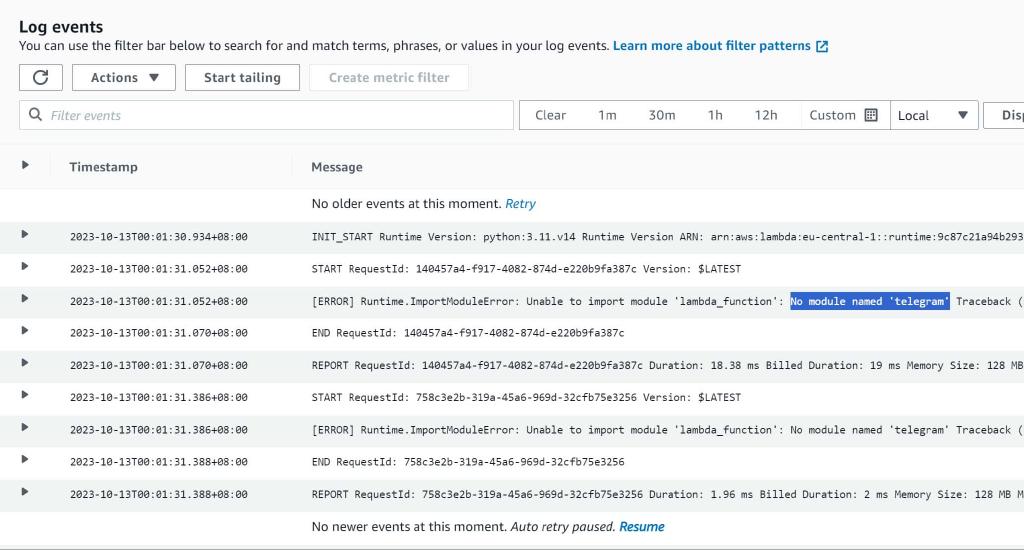 Log events
You can use the filter bar below to search for and match terms, phrases, or values in your log events. Learn more about filter patterns
Actions Start tailing Create metric filter
Filter events Clear 1m 30m 1h 12h Custom Local Disp
Timestamp Message
No older events at this moment. Retry
2023-10-13T00:01:30.934+08:00 INIT_START Runtime Version: python:3.11.v14 Runtime Version ARN: arn:aws:lambda:eu-central-1::runtime:9c87c21a94b293
2023-10-13T00:01:31.052+08:00 START RequestId: 140457a4-f917-4082-874d-e220b9fa387c Version: $LATEST
2023-10-13T00:01:31.052+08:00 [ERROR] Runtime.ImportModuleError: Unable to import module 'lambda_function': No module named 'telegram' Traceback (
2023-10-13T00:01:31.070+08:00 END RequestId: 140457a4-f917-4082-874d-e220b9fa387c
2023-10-13T00:01:31.070+08:00 REPORT RequestId: 140457a4-f917-4082-874d-e220b9fa387c Duration: 18.38 ms Billed Duration: 19 ms Memory Size: 128 MB
2023-10-13T00:01:31.386+08:00 START RequestId: 758c3e2b-319a-45a6-969d-32cfb75e3256 Version: $LATEST
2023-10-13T00:01:31.386+08:00 [ERROR] Runtime.ImportModuleError: Unable to import module 'lambda_function': No module named 'telegram' Traceback (
2023-10-13T00:01:31.388+08:00 END RequestId: 758c3e2b-319a-45a6-969d-32cfb75e3256
2023-10-13T00:01:31.388+08:00 REPORT RequestId: 758c3e2b-319a-45a6-969d-32cfb75e3256 Duration: 1.96 ms Billed Duration: 2 ms Memory Size: 128 MB M
No newer events at this moment. Auto retry paused. Resume